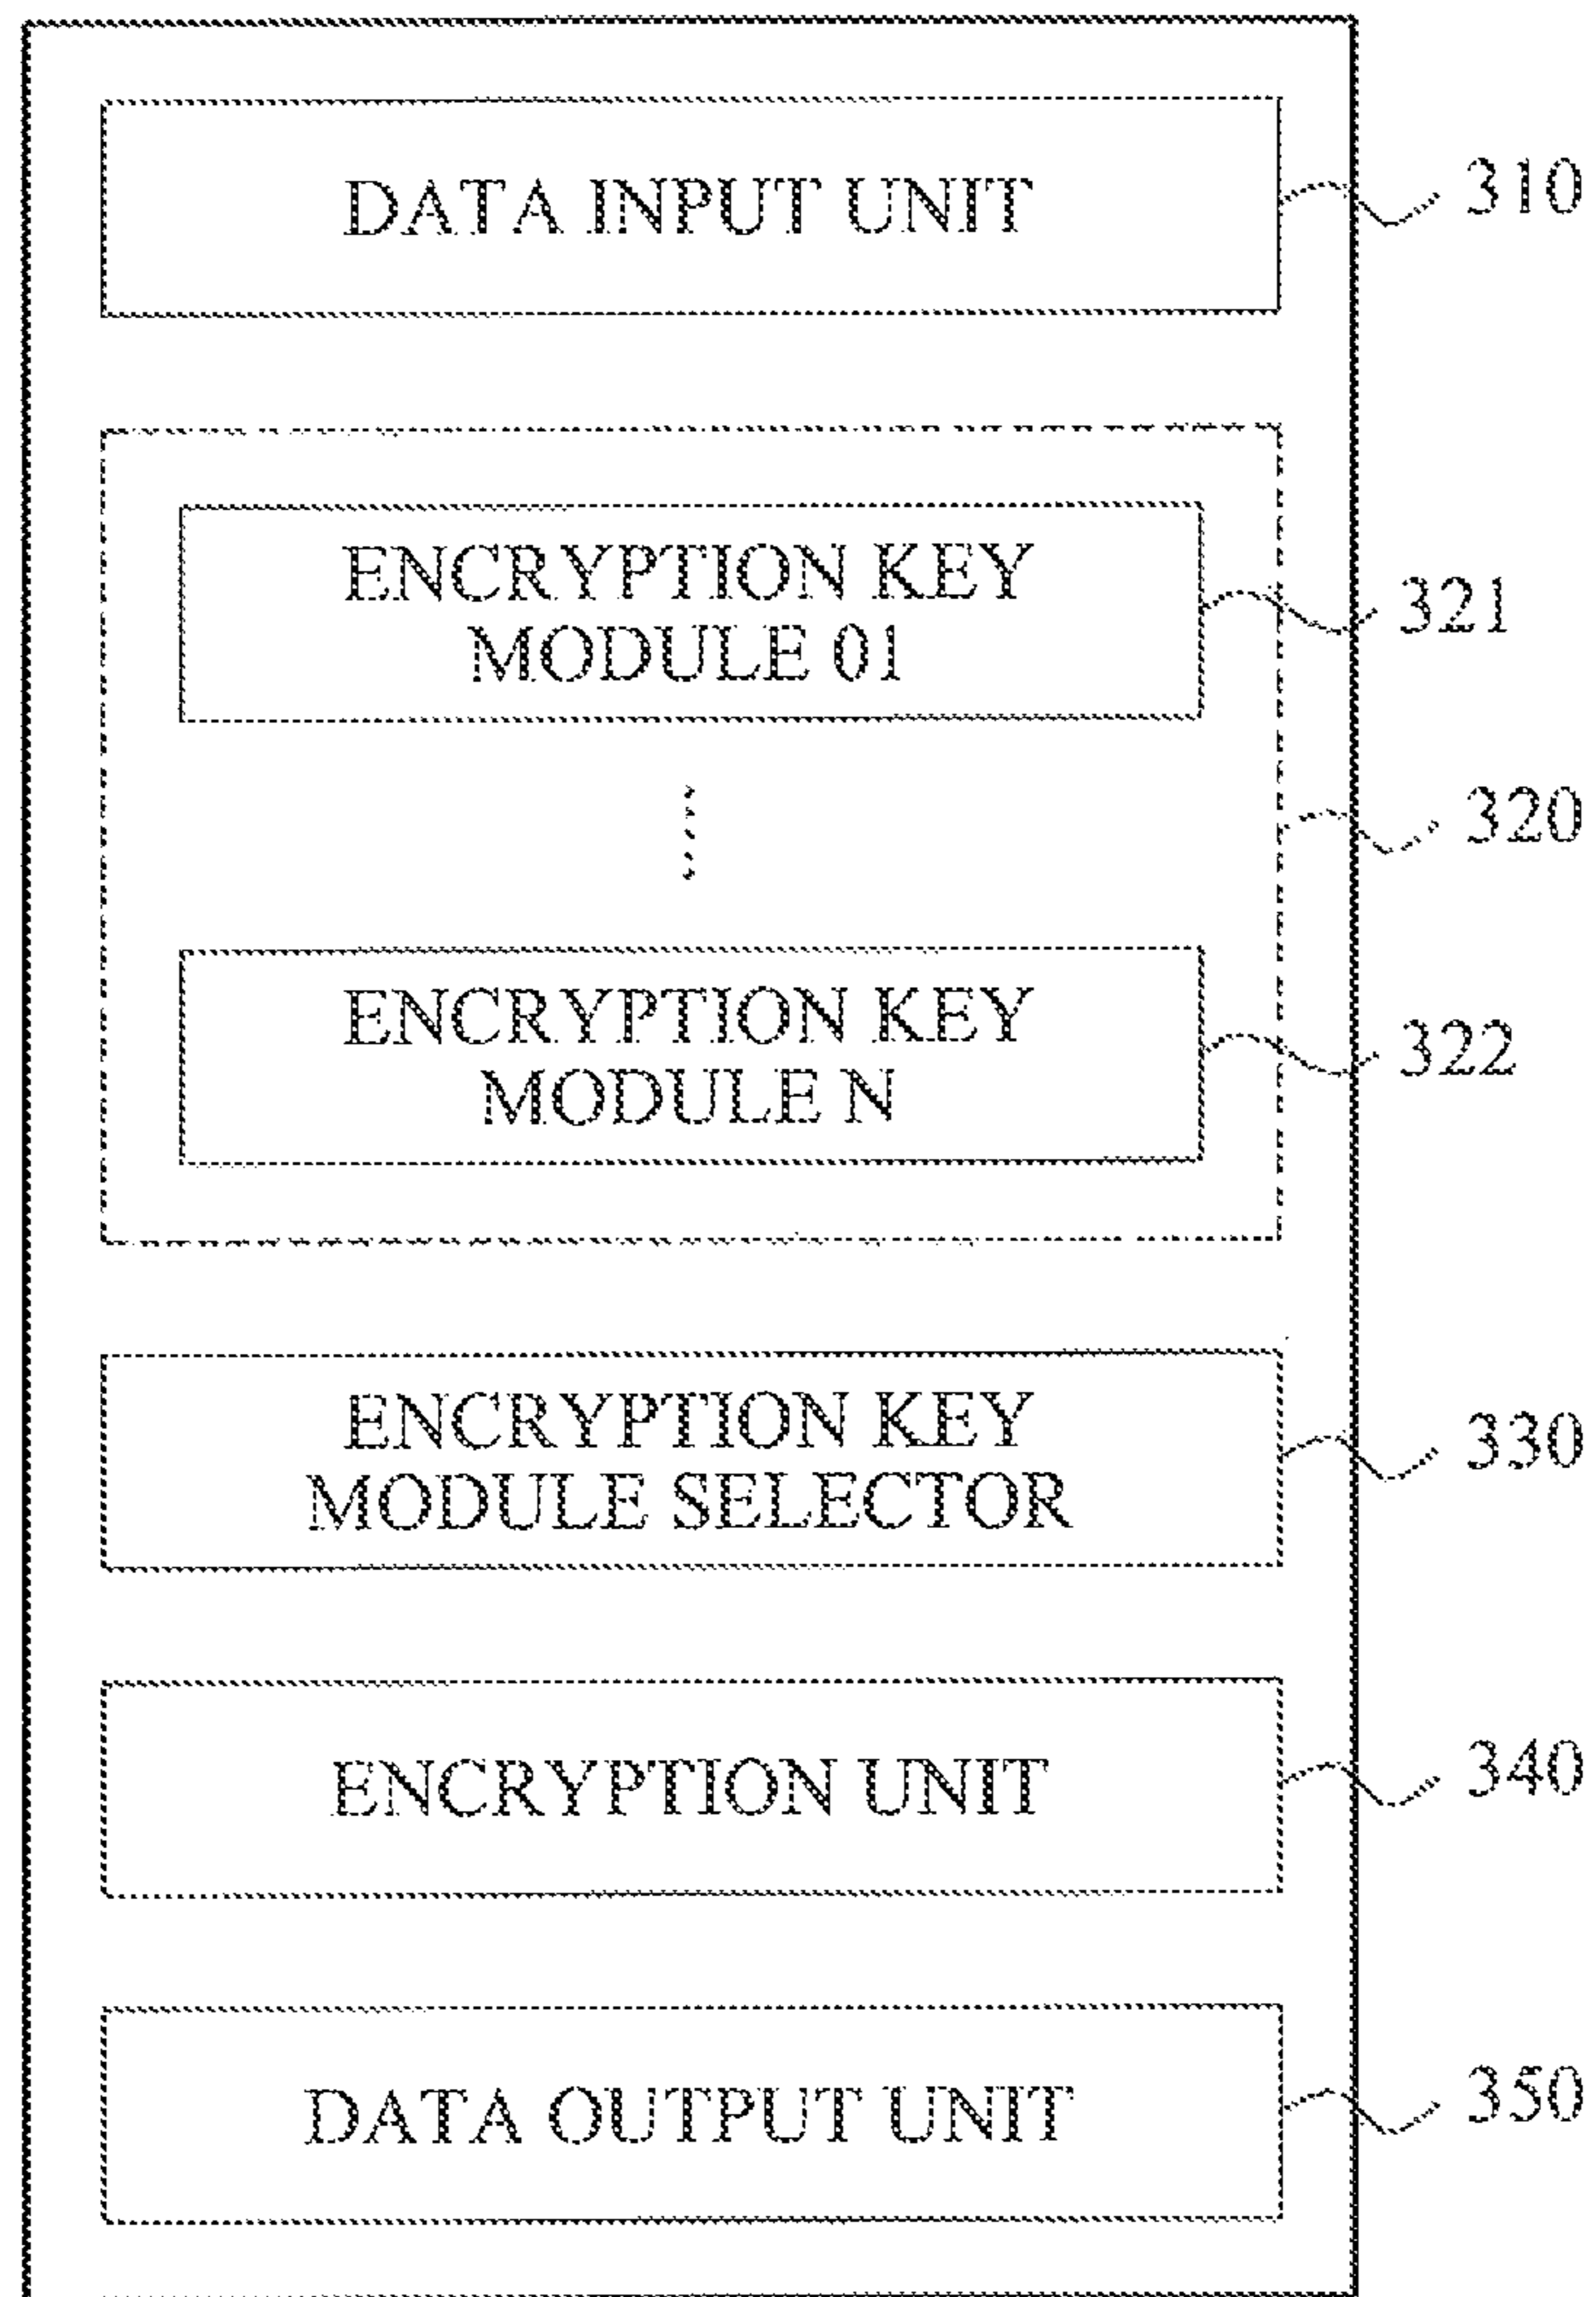 DATA INPUT UNIT
310
ENCRYPTION KEY
MODULE 01
321
320
ENCRYPTION KEY
MODULE N
322
ENCRYPTION KEY
MODULE SELECTOR
330
ENCRYPTION UNIT
340
DATA OUTPUT UNIT
350